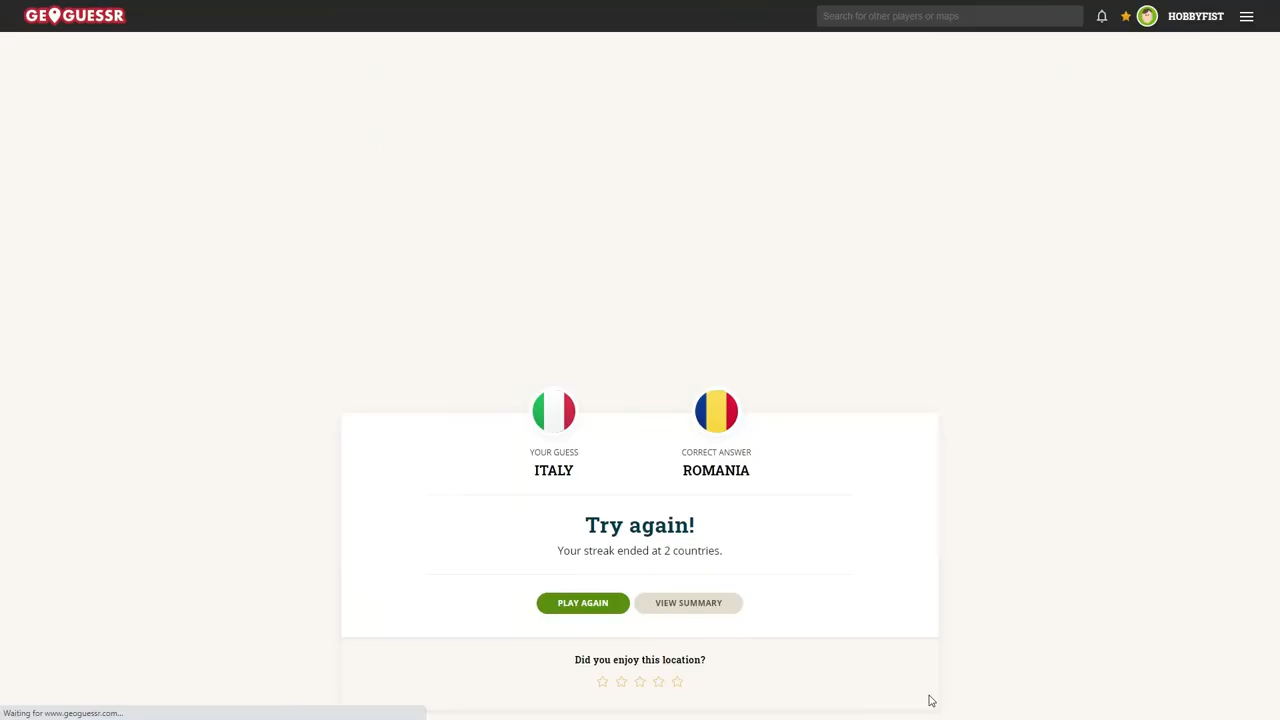 GEOGUESSR
Search for other players or maps
HOBBYFIST
YOUR GUESS
CORRECT ANSWER
ITALY
ROMANIA
Try again!
Your streak ended at 2 countries.
PLAY AGAIN
VIEW SUMMARY
Did you enjoy this location?
Waiting for www.geoguessr.com...